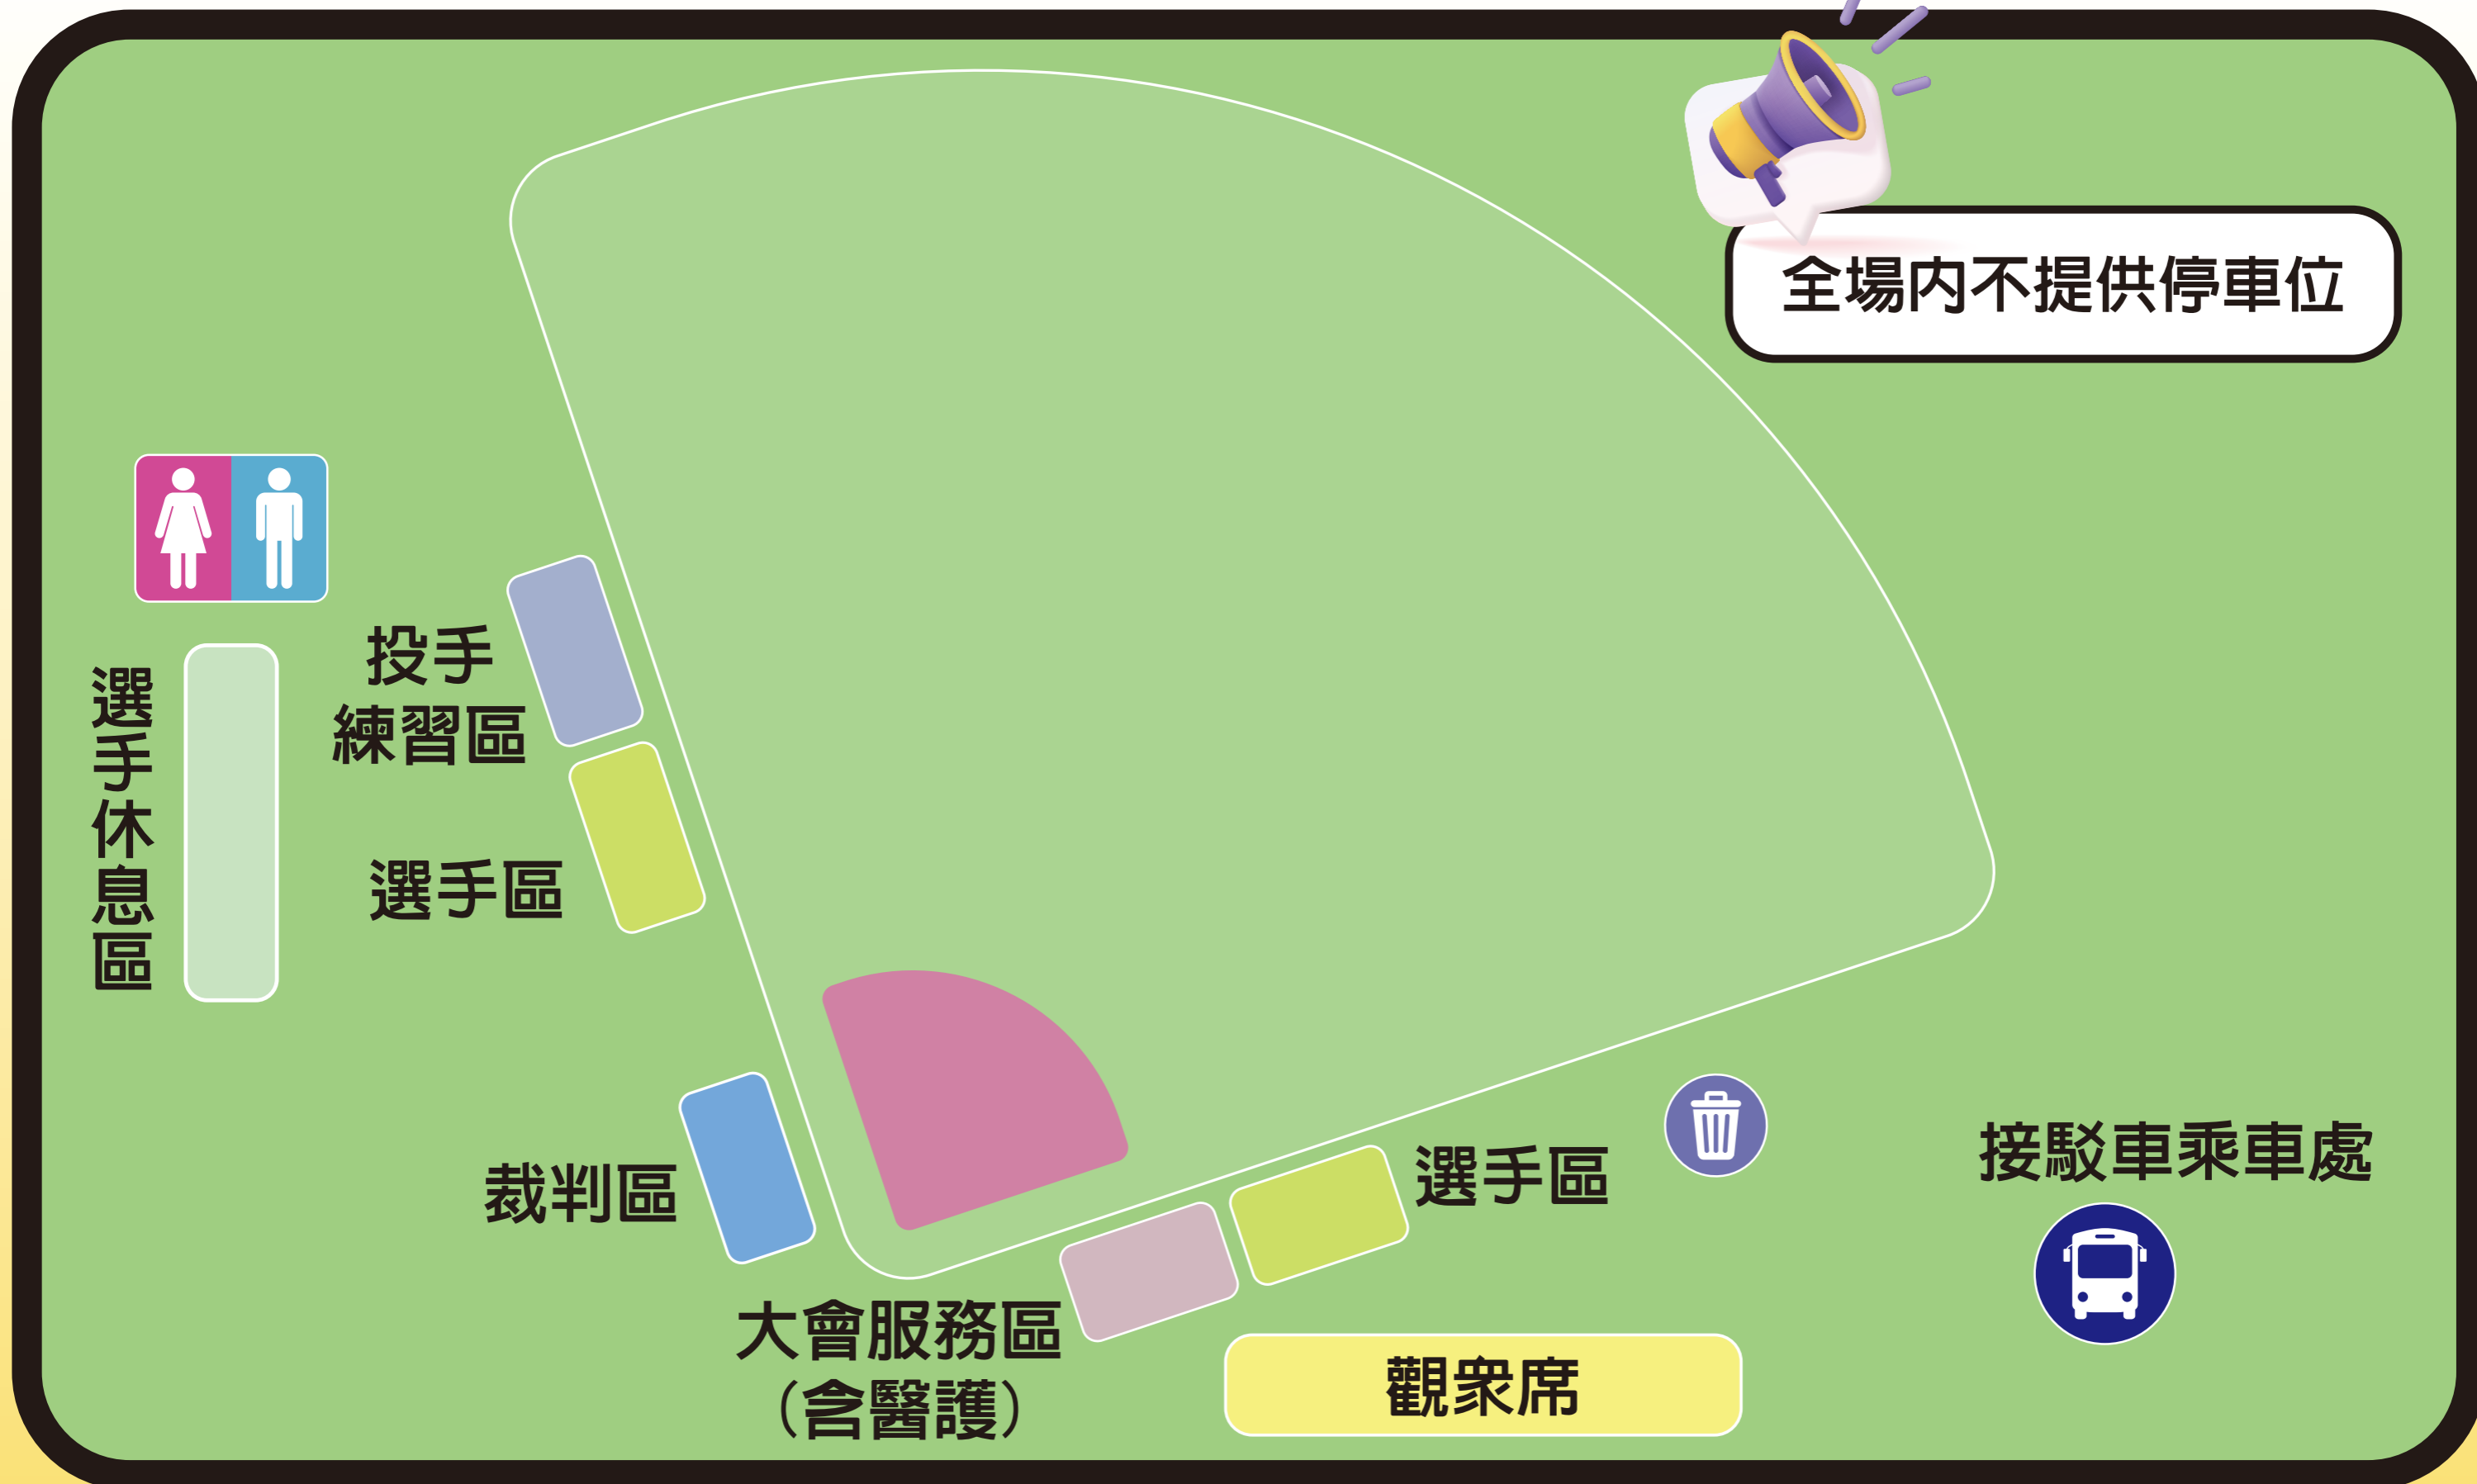 全場內不提供停車位
投手
練習區
選手休息區
選手區
裁判區
選手區
接駁車乘車處
大會服務區
（含醫護）
觀眾席